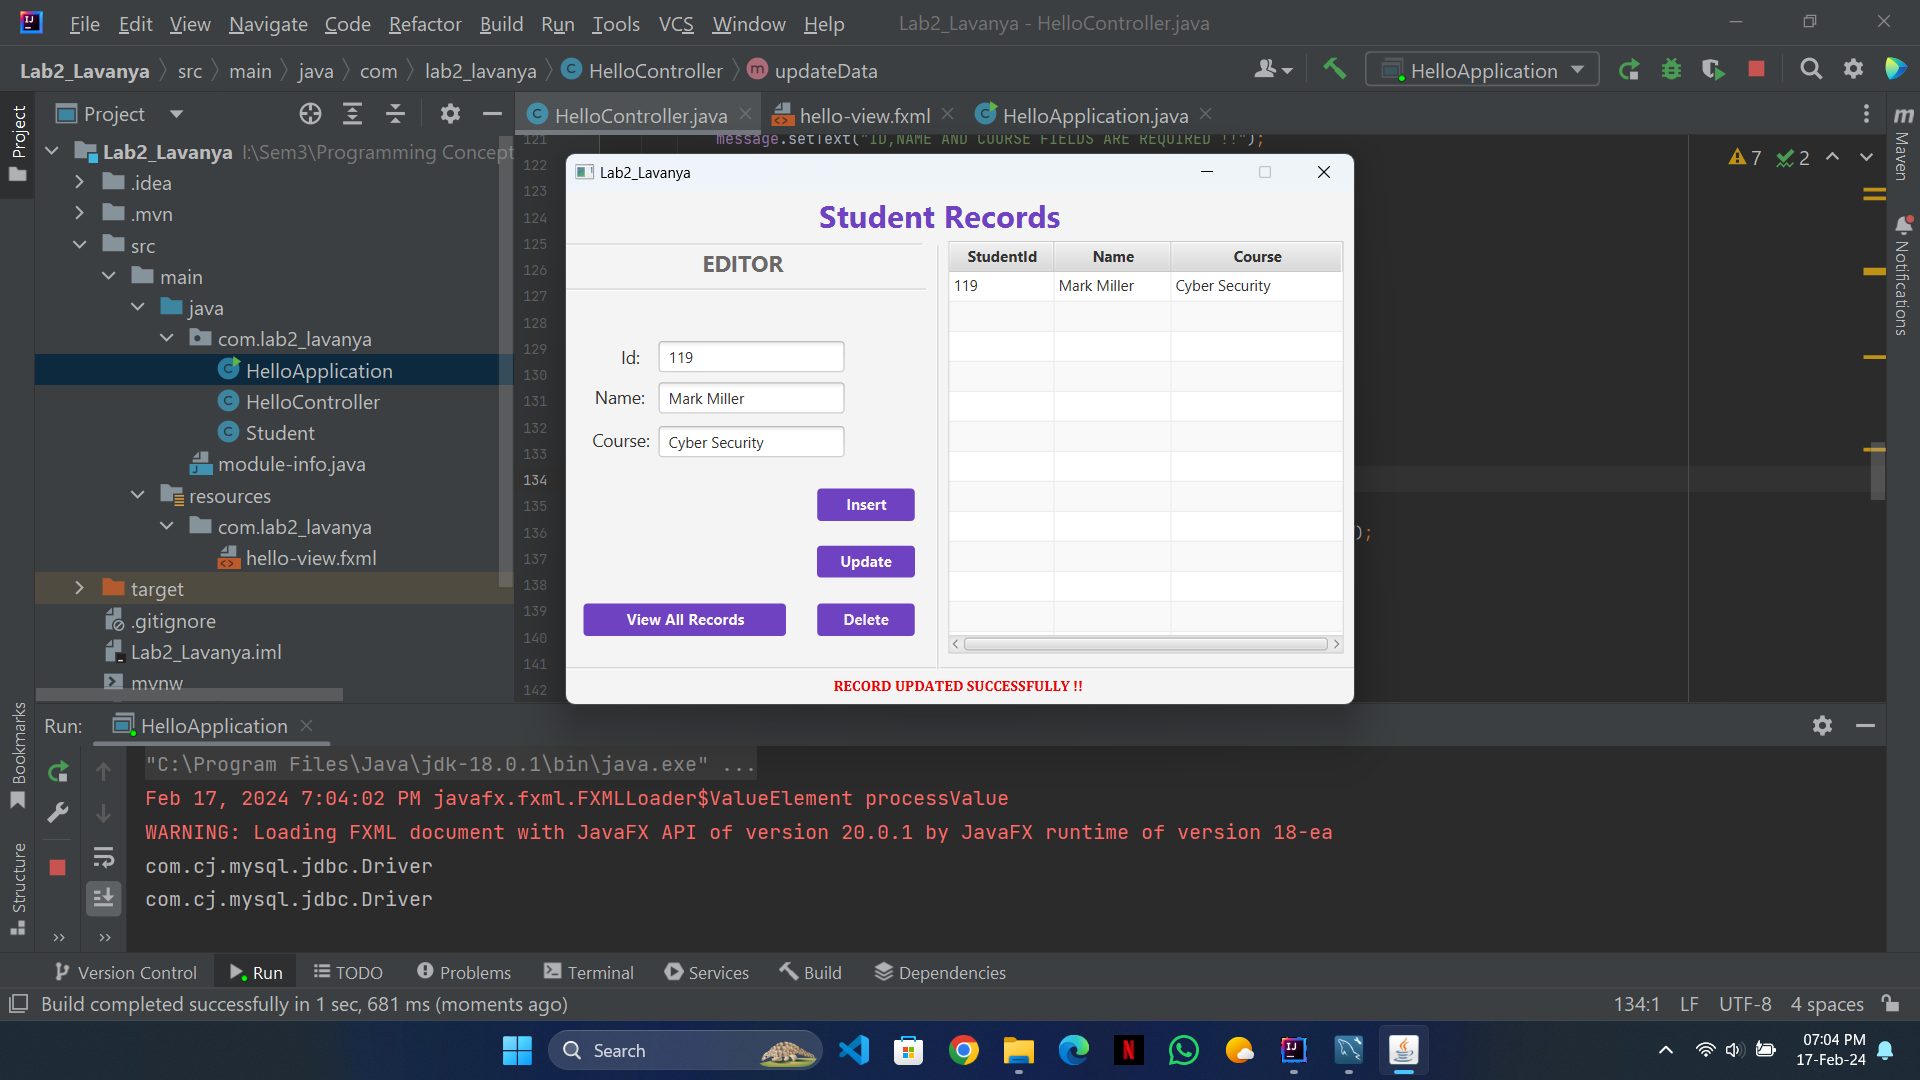 File Edit View Navigate Code Refactor Build Run Tools VCS Window Help Lab2_Lavanya - HelloController.java
Lab2_Lavanya src main java com lab2_lavanya HelloController updateData HelloApplication
Project
HelloController.java hello-view.fxml HelloApplication.java
Project
Maven
Notifications
Bookmarks
Structure
Lab2_Lavanya I:\Sem3\Programming Concept
.idea
.mvn
src
main
java
com.lab2_lavanya
HelloApplication
HelloController
Student
module-info.java
resources
com.lab2_lavanya
hello-view.fxml
target
.gitignore
Lab2_Lavanya.iml
mvnw
121 message.setText("ID,NAME AND COURSE FIELDS ARE REQUIRED !!");
122
123
124
125
126
127
128
129
130
131
132
133
134
135
136 );
137
138
139
140
141
142
7 2
Lab2_Lavanya
Student Records
EDITOR
Id: 119
Name: Mark Miller
Course: Cyber Security
Insert
Update
View All Records Delete
StudentId Name Course
119 Mark Miller Cyber Security
RECORD UPDATED SUCCESSFULLY !!
Run: HelloApplication
"C:\Program Files\Java\jdk-18.0.1\bin\java.exe" ...
Feb 17, 2024 7:04:02 PM javafx.fxml.FXMLLoader$ValueElement processValue
WARNING: Loading FXML document with JavaFX API of version 20.0.1 by JavaFX runtime of version 18-ea
com.cj.mysql.jdbc.Driver
com.cj.mysql.jdbc.Driver
Version Control Run TODO Problems Terminal Services Build Dependencies
Build completed successfully in 1 sec, 681 ms (moments ago) 134:1 LF UTF-8 4 spaces
Search
07:04 PM
17-Feb-24